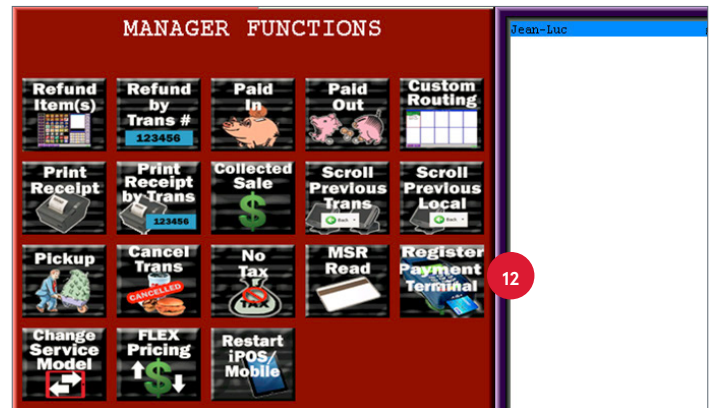 MANAGER FUNCTIONS
Jean-Luc
Refund
Item(s)
Refund
by
Trans #
123456
Paid
In
Paid
Out
Custom
Routing
Print
Receipt
Print
Receipt
by Trans
123456
Collected
Sale
$
Scroll
Previous
Trans
Back
Scroll
Previous
Local
Back
Pickup
Cancel
Trans
CANCELLED
No
Tax
TAX
MSR
Read
Register
Payment
Terminal
12
Change
Service
Model
FLEX
Pricing
$
Restart
iPOS/
Mobile